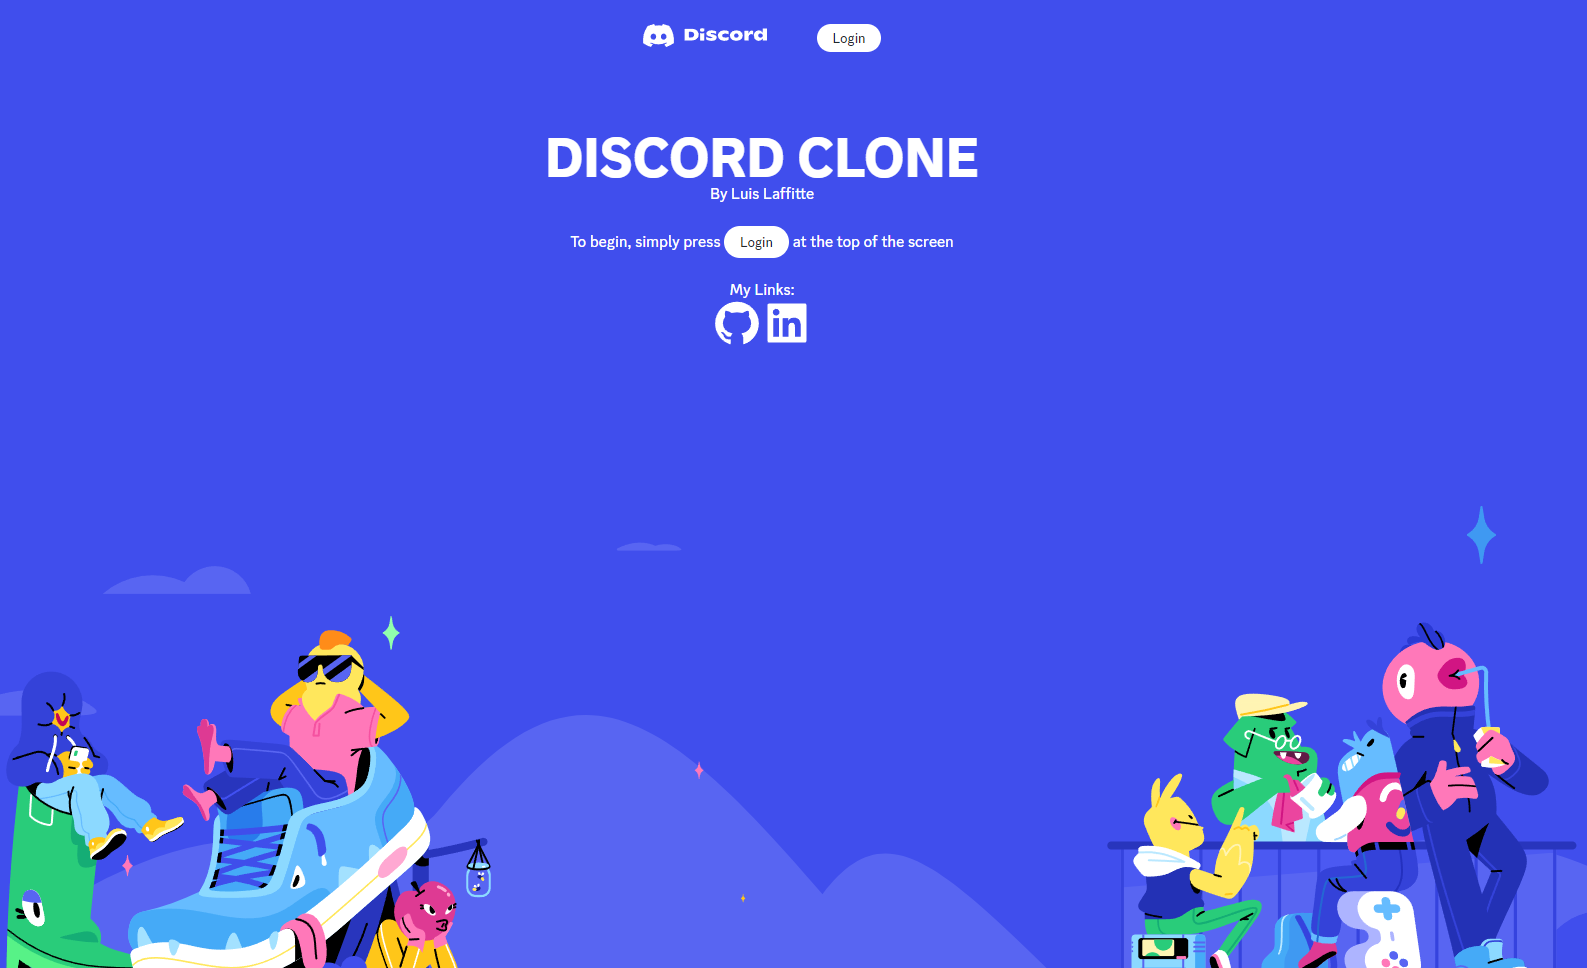 Discord
Login
DISCORD CLONE
By Luis Laffitte
To begin, simply press Login at the top of the screen
My Links:
in